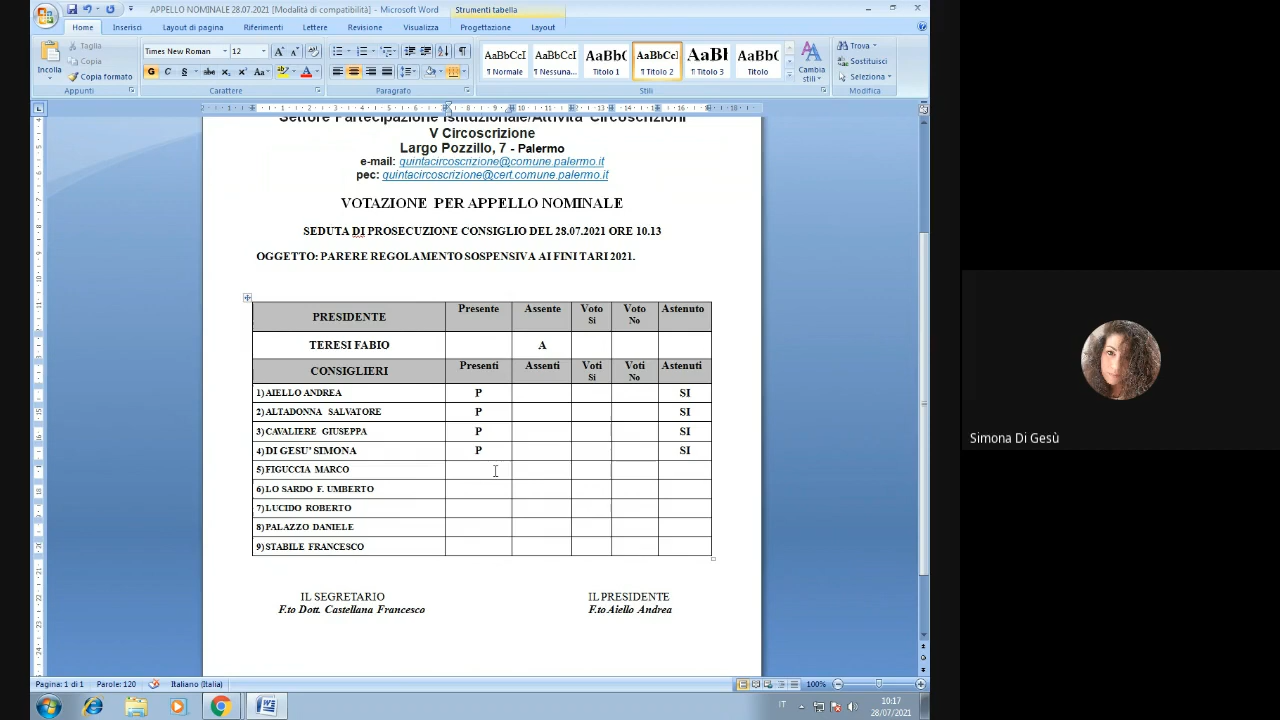 APPELLO NOMINALE 28.07.2021 [Modalità di compatibilità] - Microsoft Word
Strumenti tabella
Home Inserisci Layout di pagina Riferimenti Lettere Revisione Visualizza Progettazione Layout
Incolla
Taglia
Copia
Copia formato
Appunti
Times New Roman 12
G C S abc x₂ x² Aa
Carattere
Paragrafo
AaBbCcI AaBbCcI AaBb( AaBbCcI AaBl AaBb(
¶ Normale ¶ Nessuna... Titolo 1 ¶ Titolo 2 ¶ Titolo 3 Titolo
Cambia stili
Stili
Trova
Sostituisci
Seleziona
Modifica
Settore Partecipazione Istituzionale/Attività Circoscrizioni
V Circoscrizione
Largo Pozzillo, 7 - Palermo
e-mail: quintacircoscrizione@comune.palermo.it
pec: quintacircoscrizione@cert.comune.palermo.it
VOTAZIONE PER APPELLO NOMINALE
SEDUTA DI PROSECUZIONE CONSIGLIO DEL 28.07.2021 ORE 10.13
OGGETTO: PARERE REGOLAMENTO SOSPENSIVA AI FINI TARI 2021.
PRESIDENTE Presente Assente Voto Si Voto No Astenuto
TERESI FABIO A
CONSIGLIERI Presenti Assenti Voti Si Voti No Astenuti
1) AIELLO ANDREA P SI
2) ALTADONNA SALVATORE P SI
3) CAVALIERE GIUSEPPA P SI
4) DI GESU' SIMONA P SI
5) FIGUCCIA MARCO
6) LO SARDO F. UMBERTO
7) LUCIDO ROBERTO
8) PALAZZO DANIELE
9) STABILE FRANCESCO
IL SEGRETARIO IL PRESIDENTE
F.to Dott. Castellana Francesco F.to Aiello Andrea
Simona Di Gesù
Pagina: 1 di 1 Parole: 120 Italiano (Italia) 100%
IT 10:17
28/07/2021